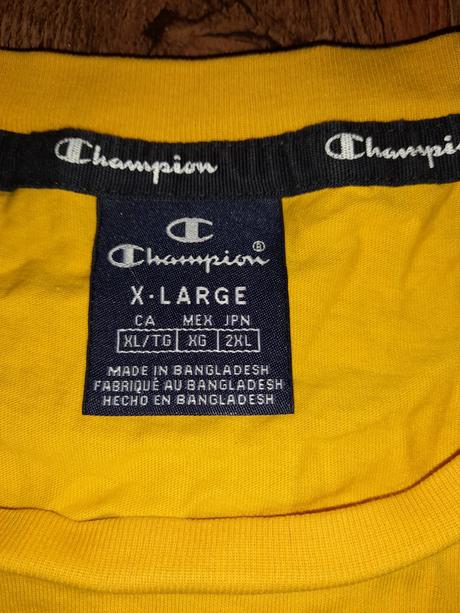 Champion Champi
Champion®
X-LARGE
CA MEX JPN
XL/TG XG 2XL
MADE IN BANGLADESH
FABRIQUÉ AU BANGLADESH
HECHO EN BANGLADESH